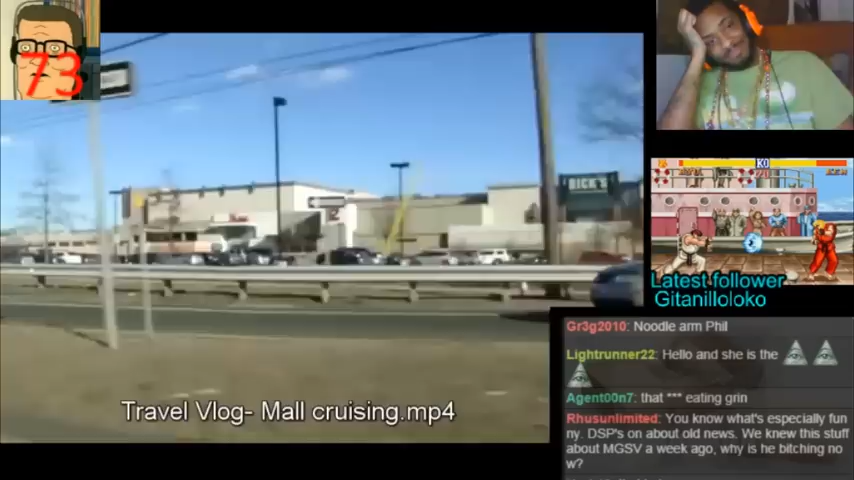 73
DICK'S
KO
Latest follower
Gitanilloloko
Gr3g2010: Noodle arm Phil
Lightrunner22: Hello and she is the
Agent00n7: that *** eating grin
Rhusunlimited: You know what's especially fun
ny. DSP's on about old news. We knew this stuff
about MGSV a week ago, why is he bitching no
w?
Travel Vlog- Mall cruising.mp4